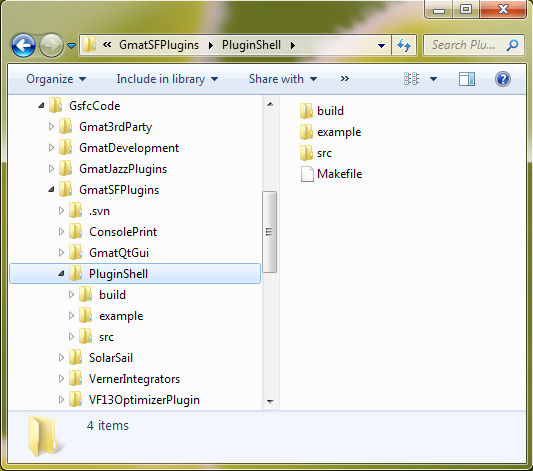 « GmatSFPlugins PluginShell
Search Plu...
Organize Include in library Share with »
GsfcCode
Gmat3rdParty
GmatDevelopment
GmatJazzPlugins
GmatSFPlugins
.svn
ConsolePrint
GmatQtGui
PluginShell
build
example
src
SolarSail
VernerIntegrators
VF13OptimizerPlugin
build
example
src
Makefile
4 items